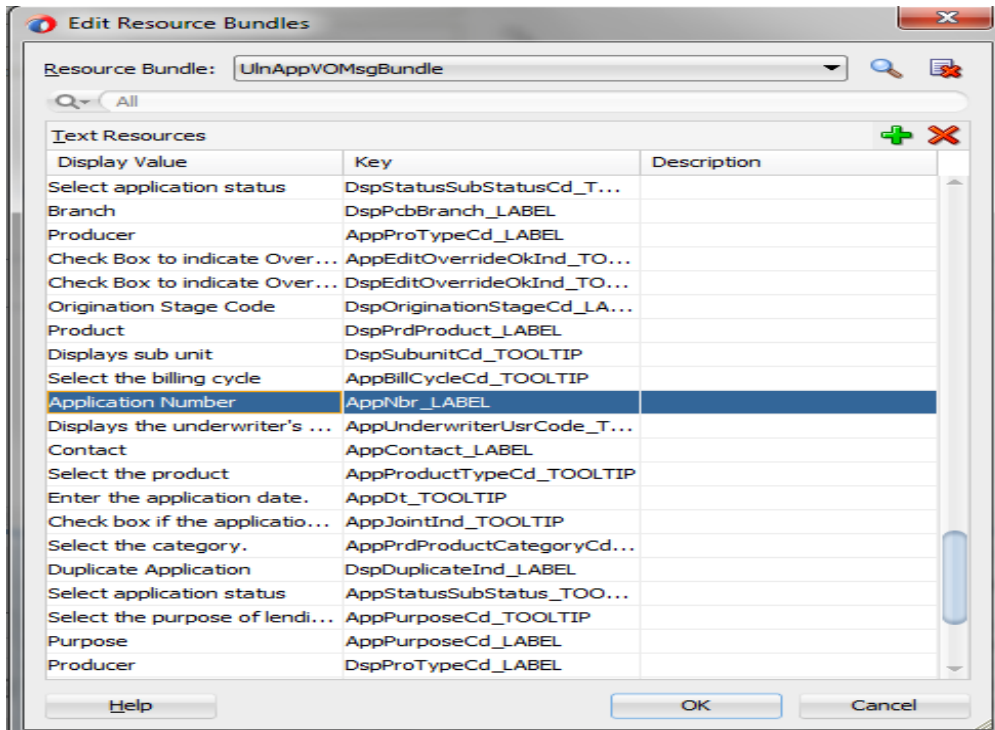 Edit Resource Bundles
Resource Bundle: UlnAppVOMsgBundle
All
Text Resources
Display Value Key Description
Select application status DspStatusSubStatusCd_T...
Branch DspPcbBranch_LABEL
Producer AppProTypeCd_LABEL
Check Box to indicate Over... AppEditOverrideOkInd_TO...
Check Box to indicate Over... DspEditOverrideOkInd_TO...
Origination Stage Code DspOriginationStageCd_LA...
Product DspPrdProduct_LABEL
Displays sub unit DspSubunitCd_TOOLTIP
Select the billing cycle AppBillCycleCd_TOOLTIP
Application Number AppNbr_LABEL
Displays the underwriter's ... AppUnderwriterUsrCode_T...
Contact AppContact_LABEL
Select the product AppProductTypeCd_TOOLTIP
Enter the application date. AppDt_TOOLTIP
Check box if the applicatio... AppJointInd_TOOLTIP
Select the category. AppPrdProductCategoryCd...
Duplicate Application DspDuplicateInd_LABEL
Select application status AppStatusSubStatus_TOO...
Select the purpose of lendi... AppPurposeCd_TOOLTIP
Purpose AppPurposeCd_LABEL
Producer DspProTypeCd_LABEL
Help OK Cancel